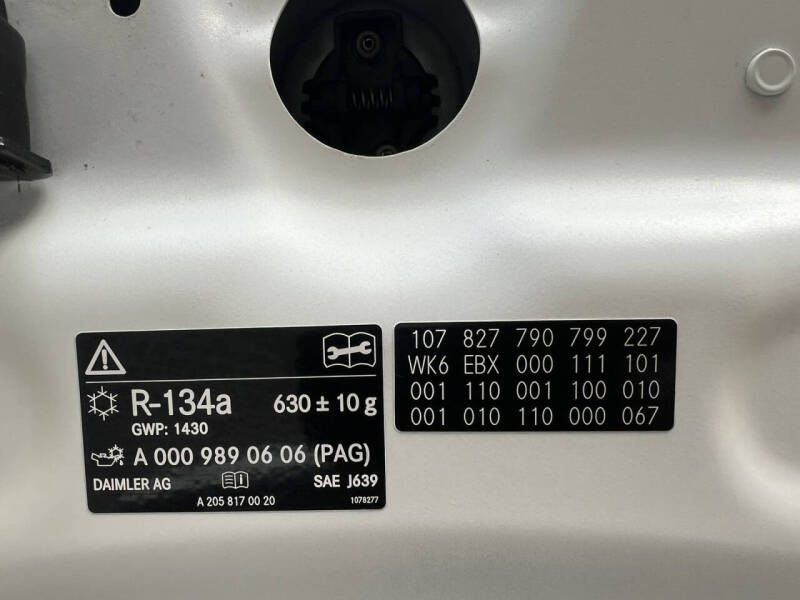 R-134a 630 ± 10 g
GWP: 1430
A 000 989 06 06 (PAG)
DAIMLER AG SAE J639
A 205 817 00 20 1078277
107 827 790 799 227
WK6 EBX 000 111 101
001 110 001 100 010
001 010 110 000 067